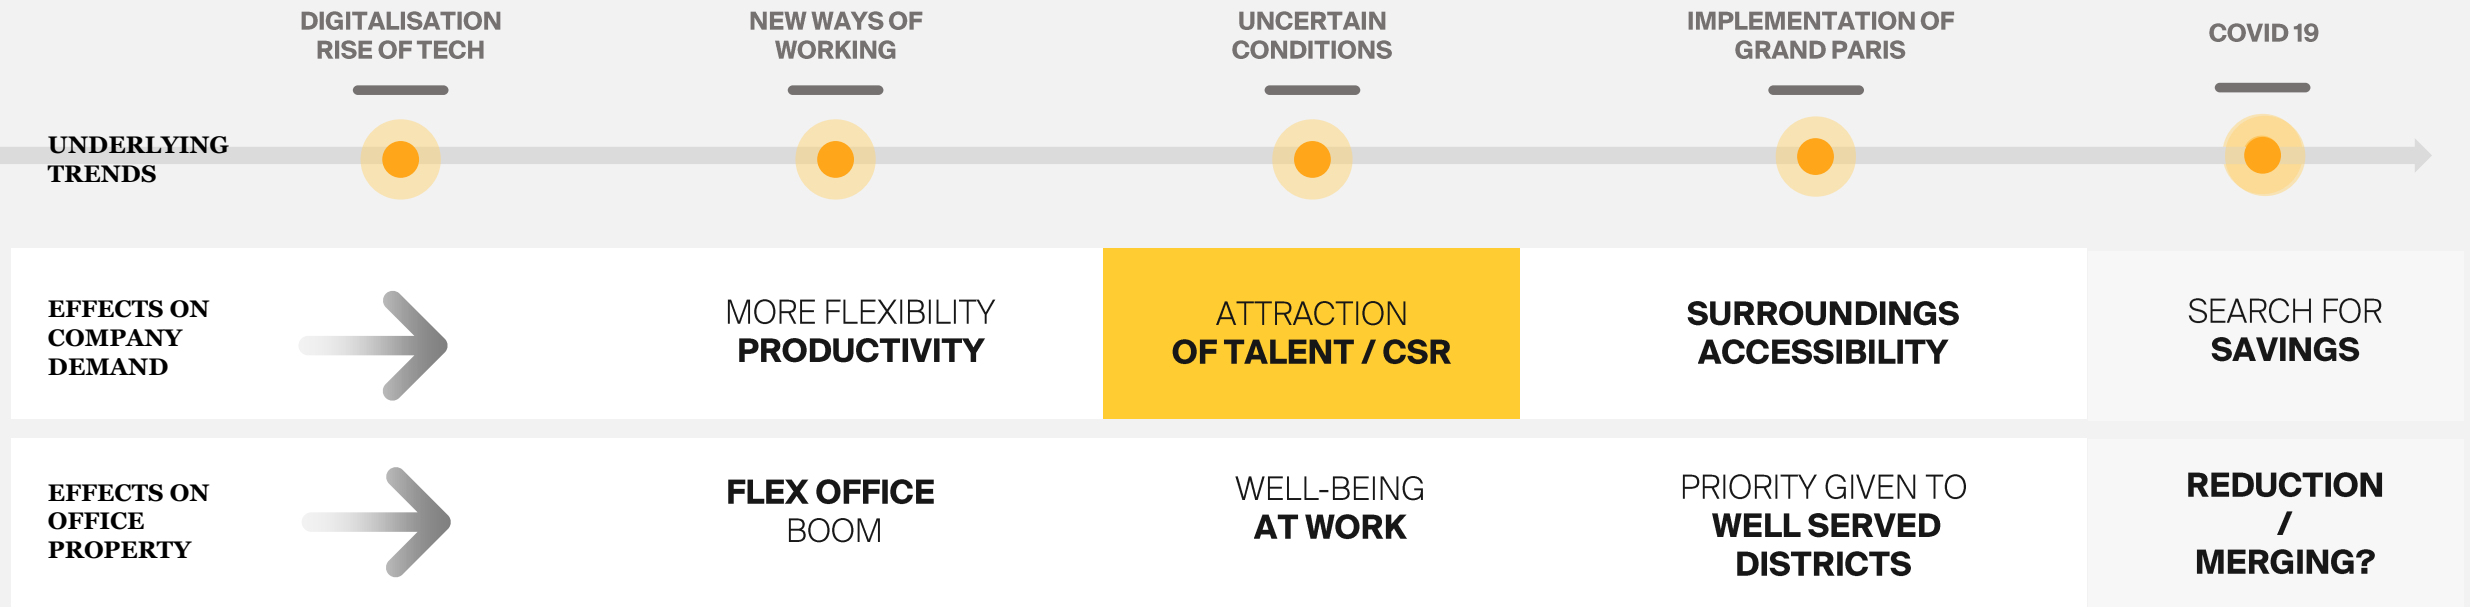 DIGITALISATION
RISE OF TECH
NEW WAYS OF
WORKING
UNCERTAIN
CONDITIONS
IMPLEMENTATION OF
GRAND PARIS
COVID 19
UNDERLYING
TRENDS
EFFECTS ON
COMPANY
DEMAND
MORE FLEXIBILITY
PRODUCTIVITY
ATTRACTION
OF TALENT / CSR
SURROUNDINGS
ACCESSIBILITY
SEARCH FOR
SAVINGS
EFFECTS ON
OFFICE
PROPERTY
FLEX OFFICE
BOOM
WELL-BEING
AT WORK
PRIORITY GIVEN TO
WELL SERVED
DISTRICTS
REDUCTION
/
MERGING?